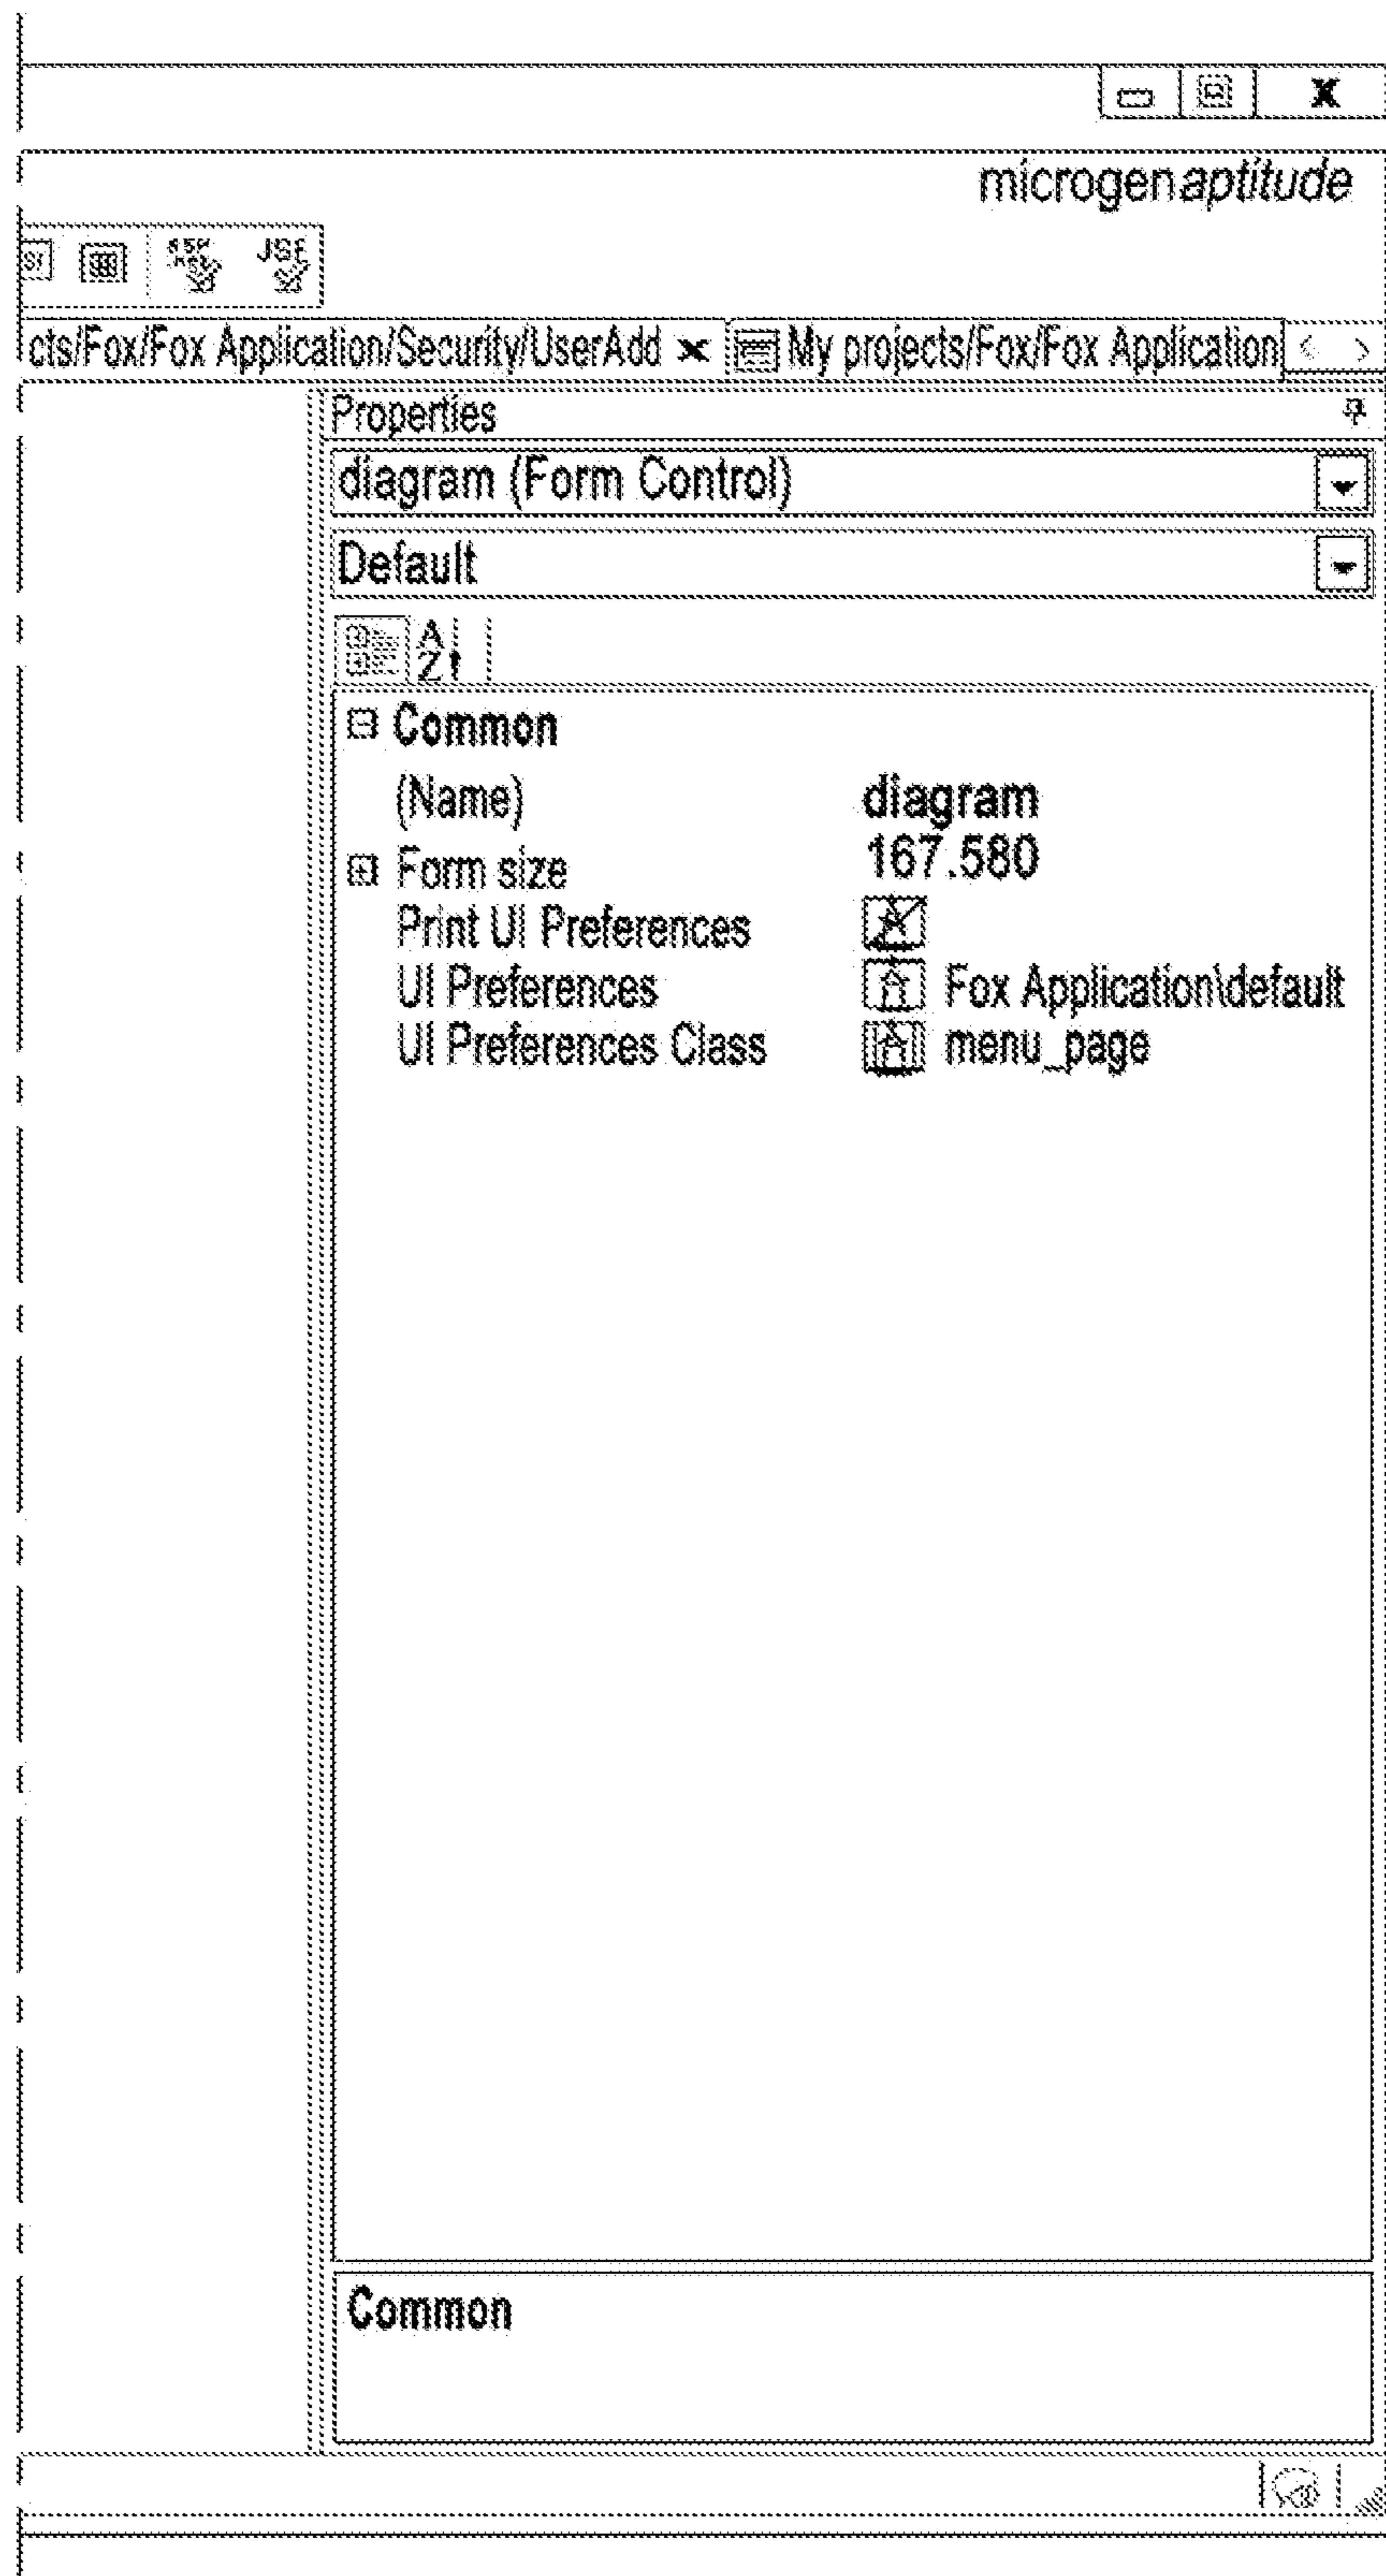 microgenaptitude
JSF
cts/Fox/Fox Application/Security/UserAdd My projects/Fox/Fox Application
Properties
diagram (Form Control)
Default
A
Z
Common
(Name) diagram
Form size 167.580
Print UI Preferences
UI Preferences Fox Application\default
UI Preferences Class menu_page
Common